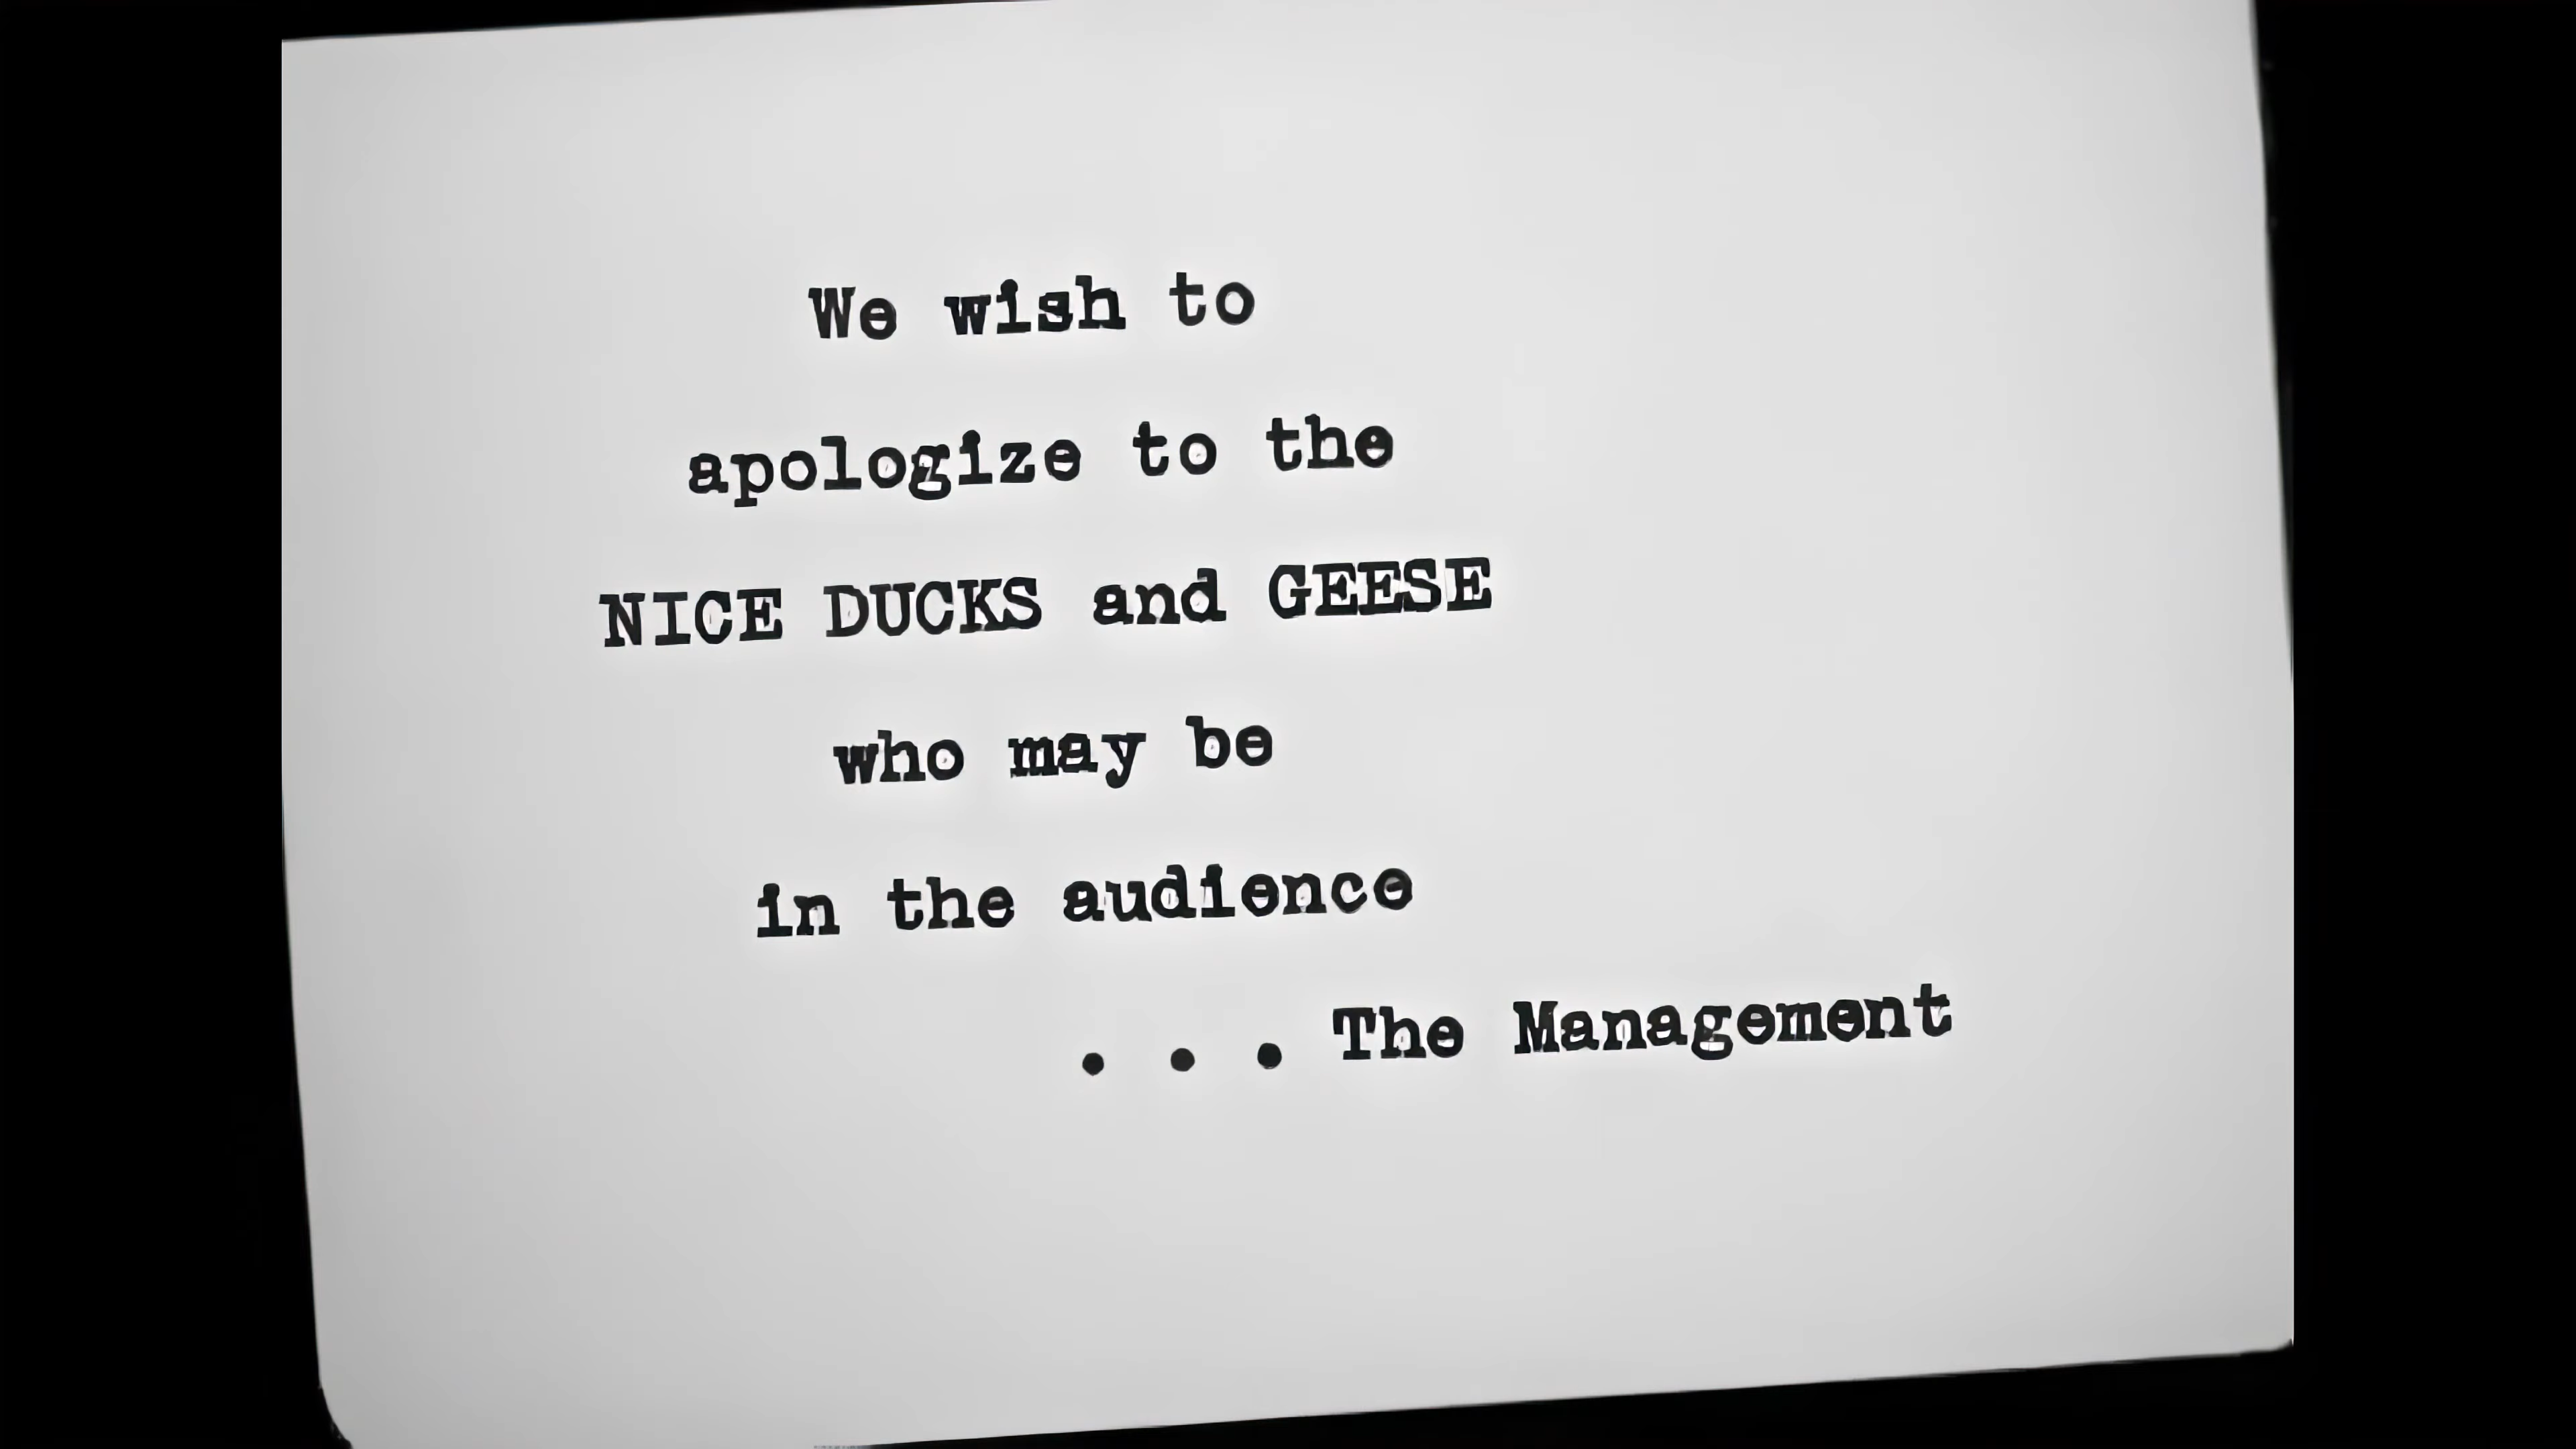 We wish to
apologize to the
NICE DUCKS and GEESE
who may be
in the audience
. . . The Management